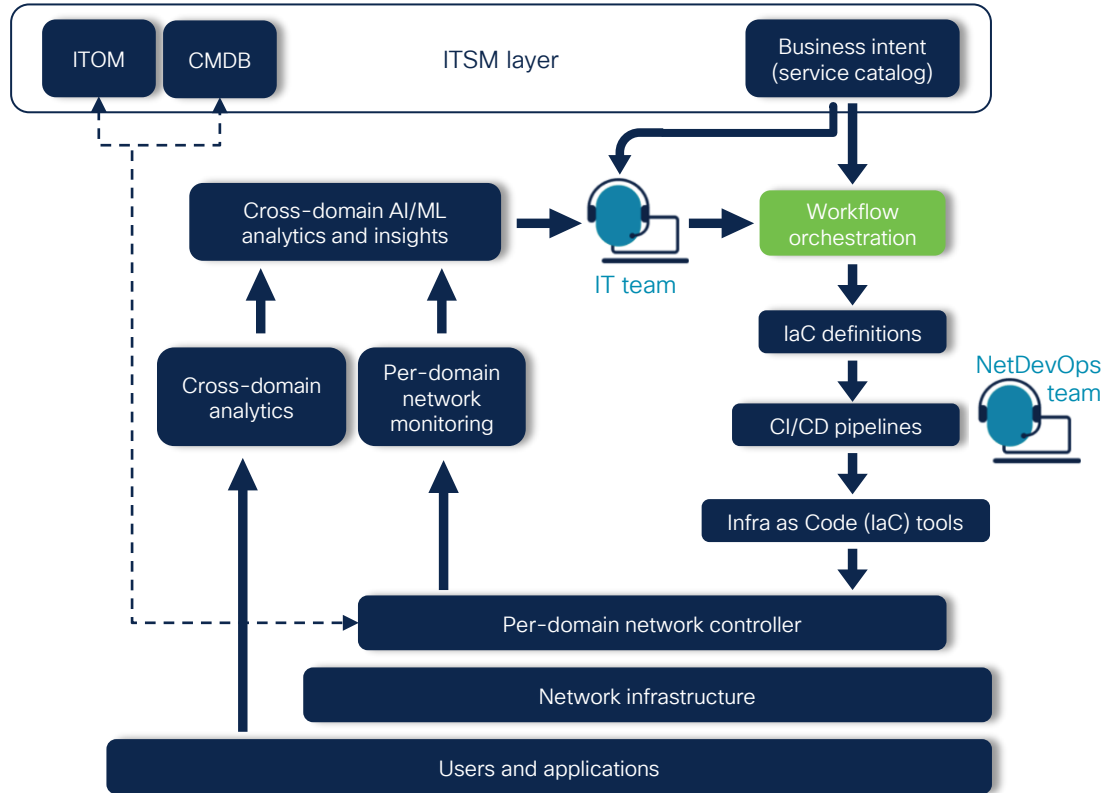 ITOM
CMDB
ITSM layer
Business intent
(service catalog)
Cross-domain AI/ML
analytics and insights
IT team
Workflow
orchestration
IaC definitions
Cross-domain
analytics
Per-domain
network
monitoring
NetDevOps
team
CI/CD pipelines
Infra as Code (IaC) tools
Per-domain network controller
Network infrastructure
Users and applications